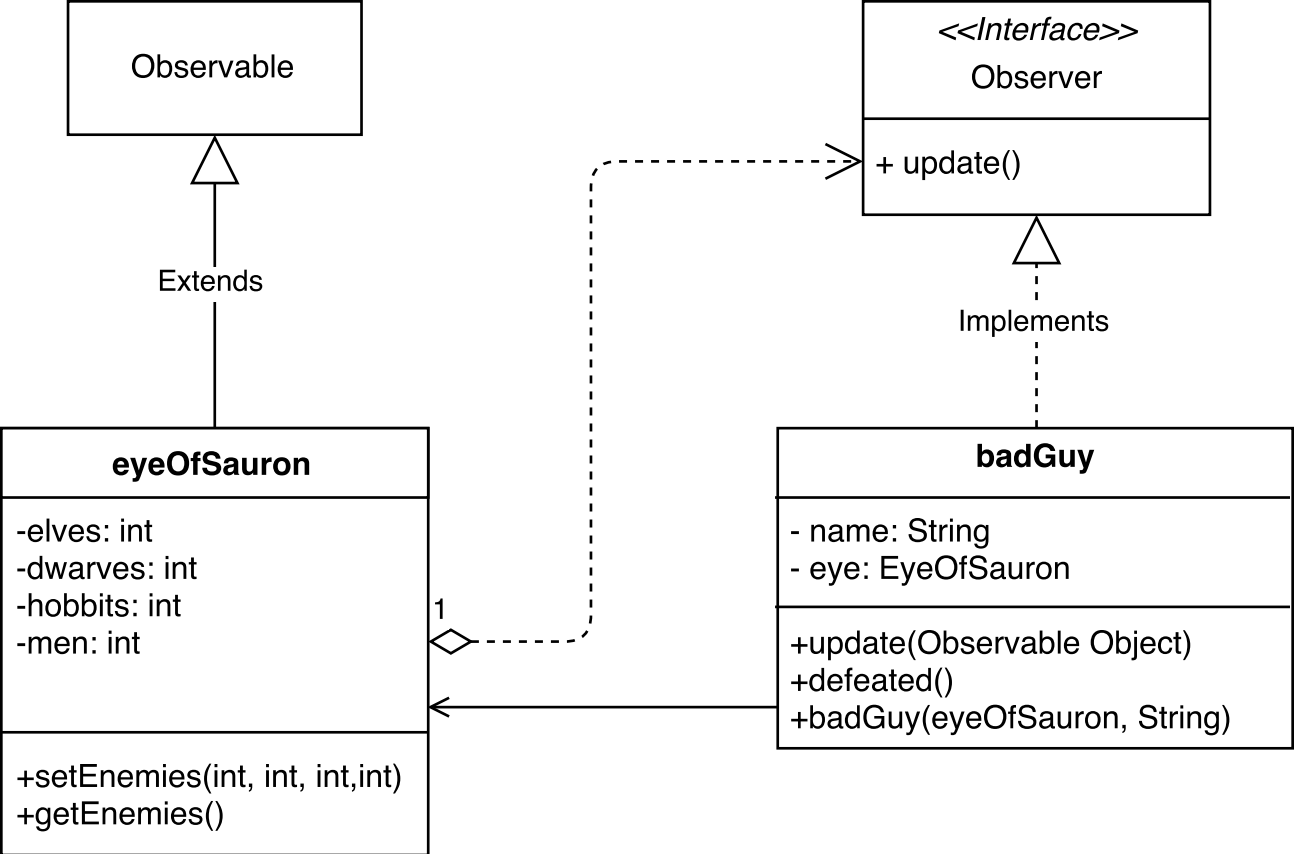 Observable
<<Interface>>
Observer
+ update()
Extends
Implements
eyeOfSauron
-elves: int
-dwarves: int
-hobbits: int
-men: int
1
+setEnemies(int, int, int,int)
+getEnemies()
badGuy
- name: String
- eye: EyeOfSauron
+update(Observable Object)
+defeated()
+badGuy(eyeOfSauron, String)